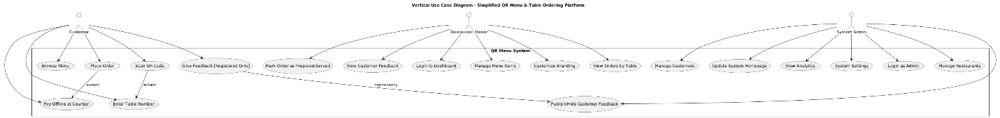 Vertical Use Case Diagram - Simplified QR Menu & Table Ordering Platform
Customer
Restaurant Owner
System Admin
QR Menu System
Browse Menu
Place Order
Scan QR Code
Give Feedback [Registered Only]
Mark Order as Prepared/Served
View Customer Feedback
Login to Dashboard
Manage Menu Items
Customize Branding
View Orders by Table
Manage Customers
Update System Homepage
View Analytics
System Settings
Login as Admin
Manage Restaurants
extend
include
dependency
Pay Offline at Counter
Enter Table Number
Publish/Hide Customer Feedback